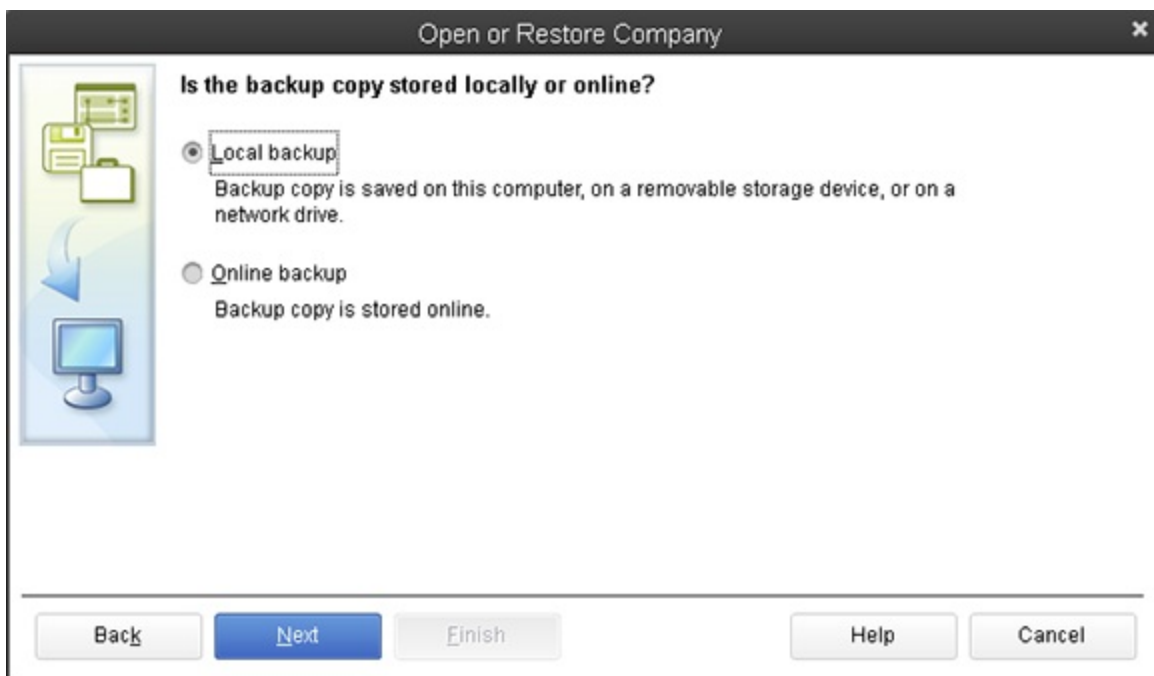 Open or Restore Company
Is the backup copy stored locally or online?
Local backup
Backup copy is saved on this computer, on a removable storage device, or on a
network drive.
Online backup
Backup copy is stored online.
Back
Next
Finish
Help
Cancel